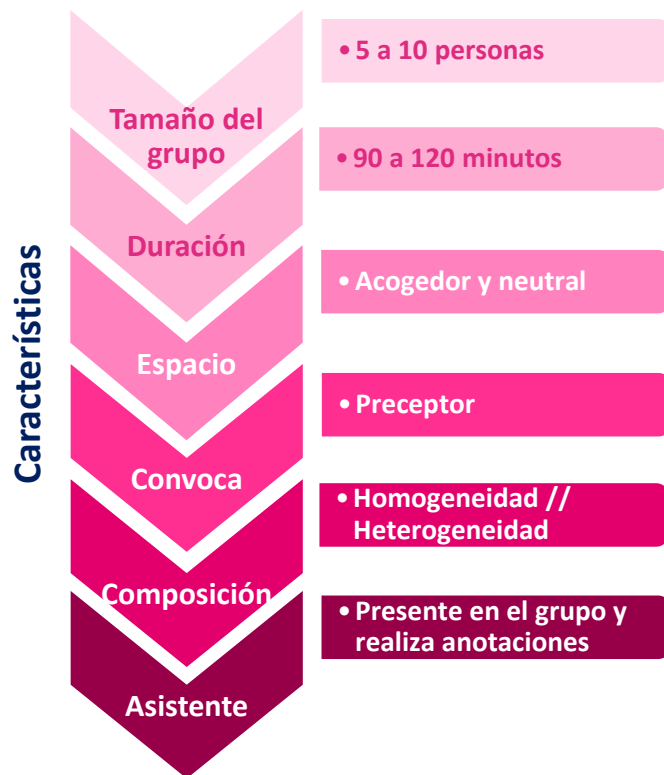 Características
Tamaño del
grupo
• 5 a 10 personas
Duración
• 90 a 120 minutos
Espacio
• Acogedor y neutral
Convoca
• Preceptor
Composición
• Homogeneidad //
Heterogeneidad
Asistente
• Presente en el grupo y
realiza anotaciones